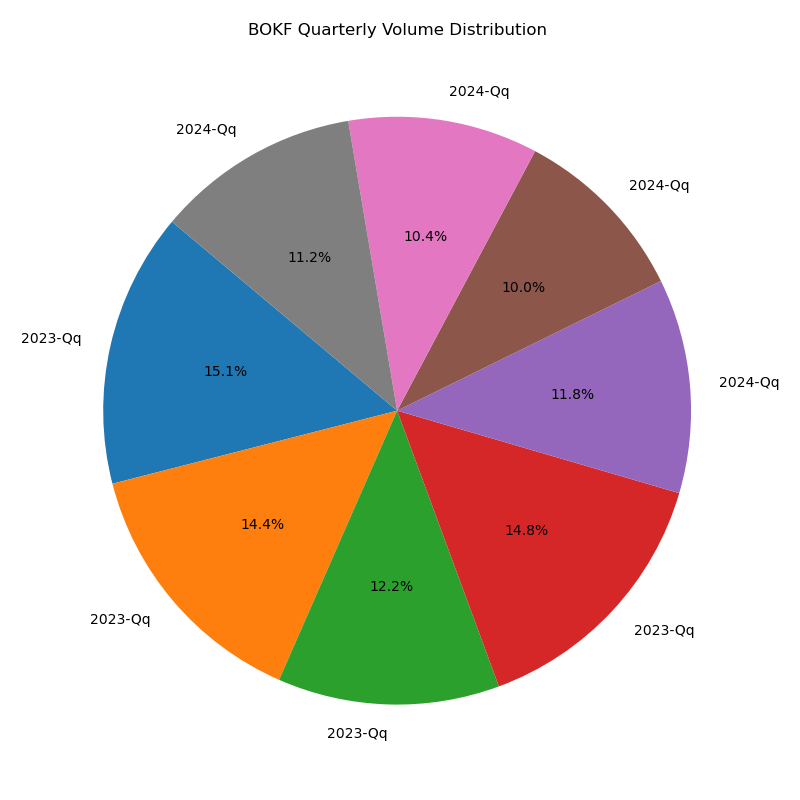 BOKF Quarterly Volume Distribution
2024-Qq
2024-Qq
2024-Qq
10.4%
11.2%
10.0%
2023-Qq
15.1%
11.8%
2024-Qq
14.4%
14.8%
12.2%
2023-Qq
2023-Qq
2023-Qq